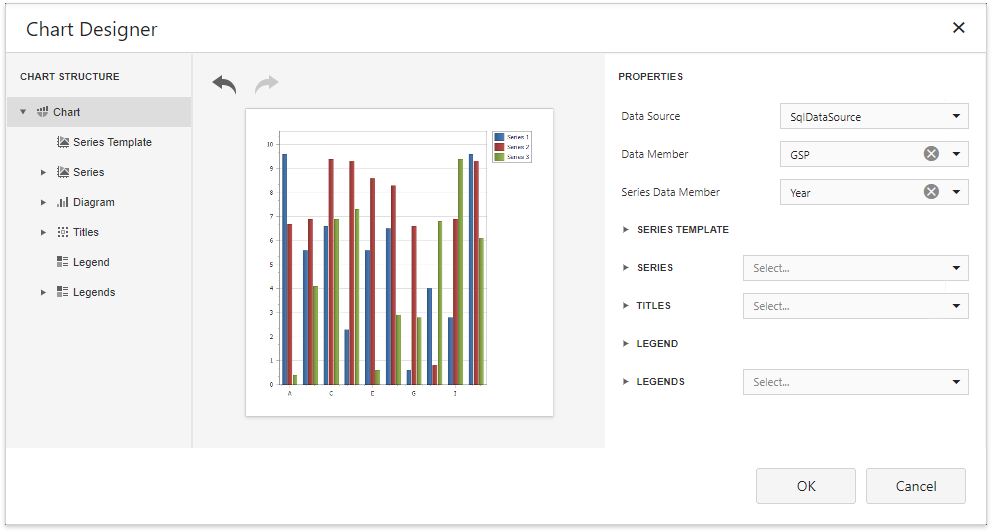 Chart Designer
CHART STRUCTURE
Chart
Series Template
Series
Diagram
Titles
Legend
Legends
10
9
8
7
6
5
4
3
2
1
0
A
C
E
G
I
Series 1
Series 2
Series 3
PROPERTIES
Data Source
SqlDataSource
Data Member
GSP
Series Data Member
Year
SERIES TEMPLATE
SERIES
Select...
TITLES
Select...
LEGEND
LEGENDS
Select...
OK
Cancel